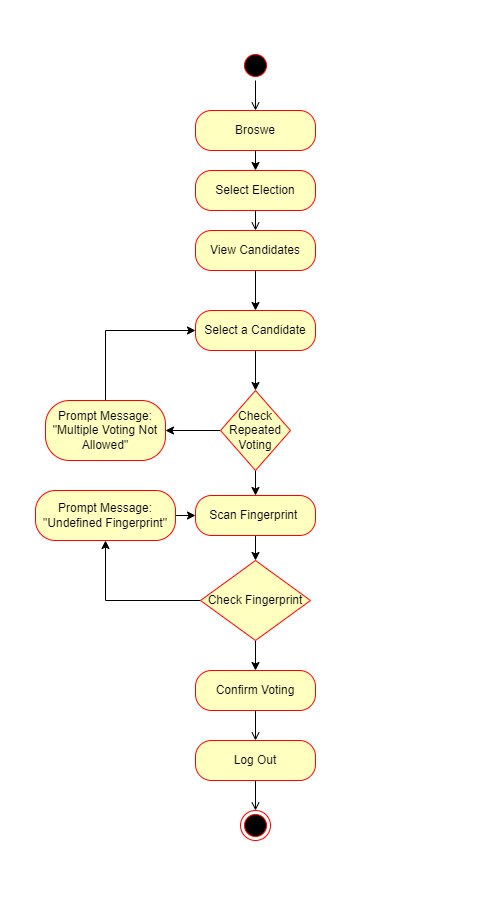 Broswe
Select Election
View Candidates
Select a Candidate
Check
Repeated
Voting
Prompt Message:
"Multiple Voting Not
Allowed"
Scan Fingerprint
Prompt Message:
"Undefined Fingerprint"
Check Fingerprint
Confirm Voting
Log Out